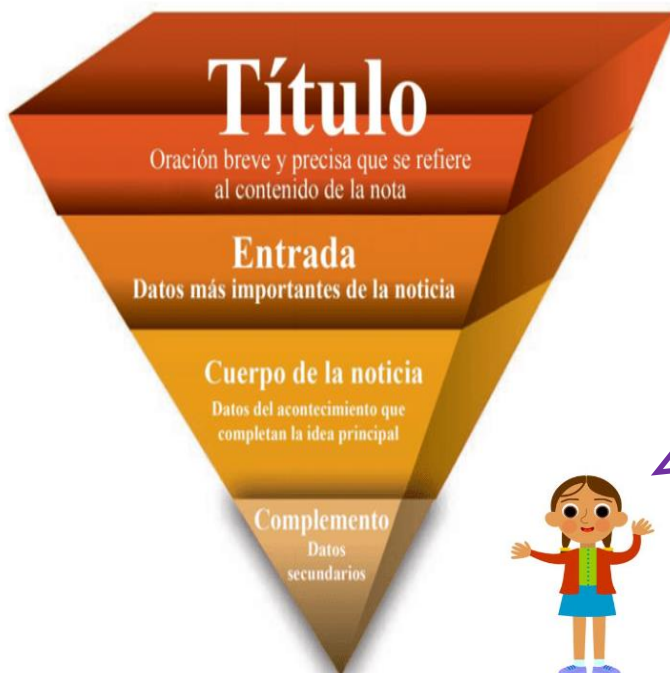 Título
Oración breve y precisa que se refiere
al contenido de la nota
Entrada
Datos más importantes de la noticia
Cuerpo de la noticia
Datos del acontecimiento que
completan la idea principal
Complemento
Datos
secundarios